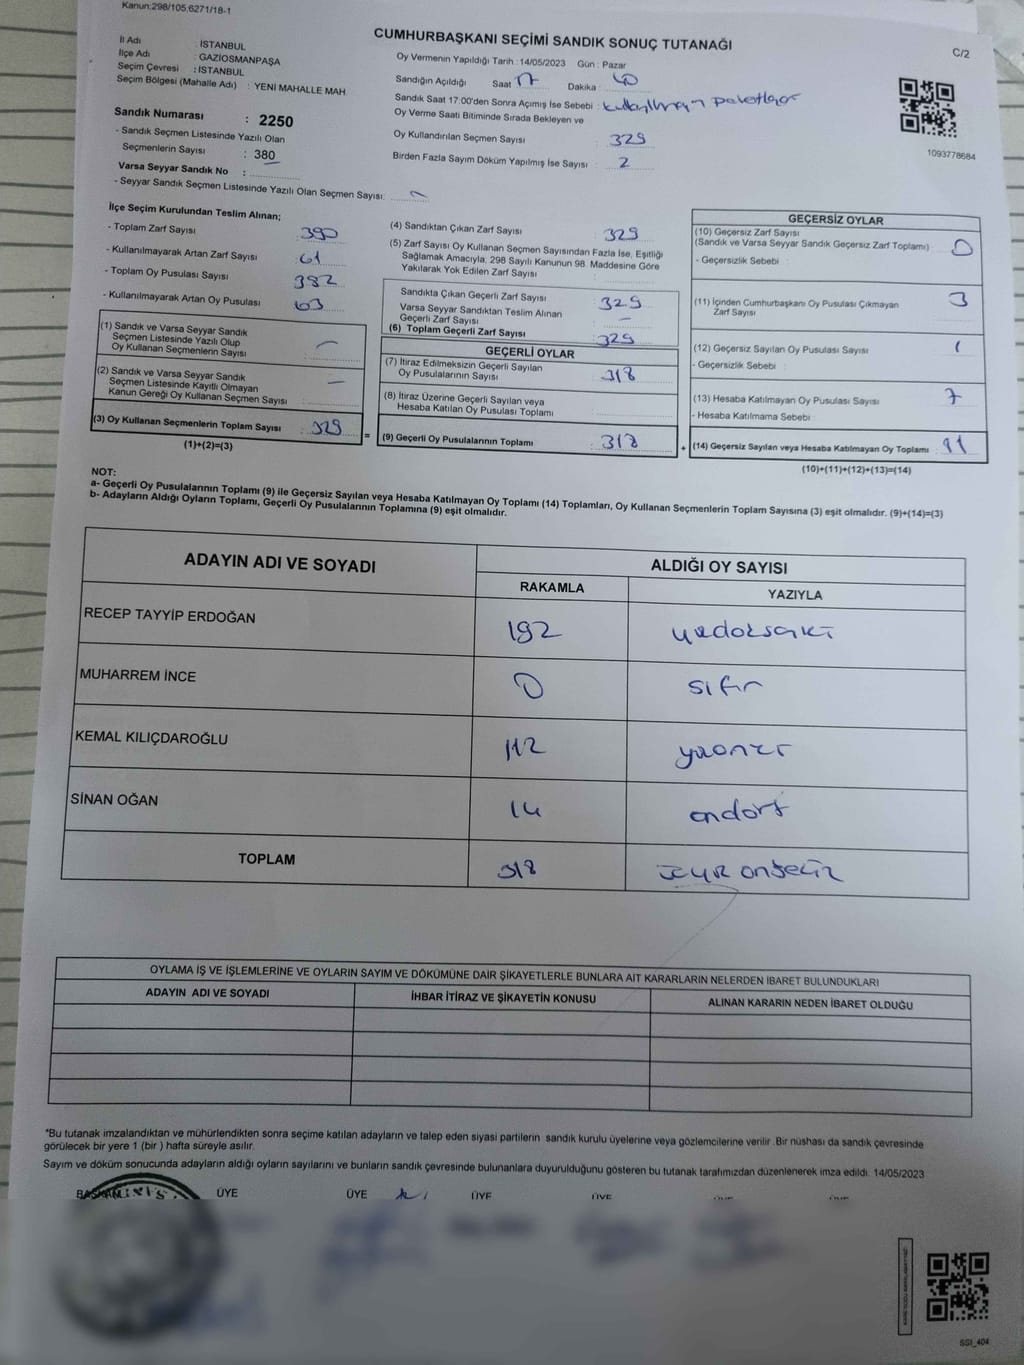 Kanun:298/105,6271/18-1
CUMHURBAŞKANI SEÇİMİ SANDIK SONUÇ TUTANAĞI
C/2
İl Adı : İSTANBUL
İlçe Adı : GAZİOSMANPAŞA
Seçim Çevresi : İSTANBUL
Seçim Bölgesi (Mahalle Adı) : YENİ MAHALLE MAH.
Oy Vermenin Yapıldığı Tarih :14/05/2023 Gün : Pazar
Sandığın Açıldığı Saat 17 Dakika 40
Sandık Saat 17:00'den Sonra Açımış İse Sebebi :
Oy Verme Saati Bitiminde Sırada Bekleyen ve
Oy Kullandırılan Seçmen Sayısı : 329
Birden Fazla Sayım Döküm Yapılmış İse Sayısı : 2
1093778684
Sandık Numarası : 2250
- Sandık Seçmen Listesinde Yazılı Olan
Seçmenlerin Sayısı : 380
Varsa Seyyar Sandık No :
- Seyyar Sandık Seçmen Listesinde Yazılı Olan Seçmen Sayısı:
İlçe Seçim Kurulundan Teslim Alınan;
- Toplam Zarf Sayısı : 390
- Kullanılmayarak Artan Zarf Sayısı : 61
- Toplam Oy Pusulası Sayısı 392
- Kullanılmayarak Artan Oy Pusulası : 63
(1) Sandık ve Varsa Seyyar Sandık
Seçmen Listesinde Yazılı Olup
Oy Kullanan Seçmenlerin Sayısı : —
(2) Sandık ve Varsa Seyyar Sandık
Seçmen Listesinde Kayıtlı Olmayan
Kanun Gereği Oy Kullanan Seçmen Sayısı : —
(3) Oy Kullanan Seçmenlerin Toplam Sayısı : 329
(1)+(2)=(3)
=
(4) Sandıktan Çıkan Zarf Sayısı : 329
(5) Zarf Sayısı Oy Kullanan Seçmen Sayısından Fazla İse, Eşitliği
Sağlamak Amacıyla, 298 Sayılı Kanunun 98. Maddesine Göre
Yakılarak Yok Edilen Zarf Sayısı :
Sandıkta Çıkan Geçerli Zarf Sayısı : 329
Varsa Seyyar Sandıktan Teslim Alınan
Geçerli Zarf Sayısı : —
(6) Toplam Geçerli Zarf Sayısı : 329
GEÇERLİ OYLAR
(7) İtiraz Edilmeksizin Geçerli Sayılan
Oy Pusulalarının Sayısı : 318
(8) İtiraz Üzerine Geçerli Sayılan veya
Hesaba Katılan Oy Pusulası Toplamı :
(9) Geçerli Oy Pusulalarının Toplamı : 318
+
GEÇERSİZ OYLAR
(10) Geçersiz Zarf Sayısı
(Sandık ve Varsa Seyyar Sandık Geçersiz Zarf Toplamı) : 0
- Geçersizlik Sebebi :
(11) İçinden Cumhurbaşkanı Oy Pusulası Çıkmayan
Zarf Sayısı : 3
(12) Geçersiz Sayılan Oy Pusulası Sayısı : 1
- Geçersizlik Sebebi :
(13) Hesaba Katılmayan Oy Pusulası Sayısı : 7
- Hesaba Katılmama Sebebi :
(14) Geçersiz Sayılan veya Hesaba Katılmayan Oy Toplamı : 11
(10)+(11)+(12)+(13)=(14)
NOT:
a- Geçerli Oy Pusulalarının Toplamı (9) ile Geçersiz Sayılan veya Hesaba Katılmayan Oy Toplamı (14) Toplamları, Oy Kullanan Seçmenlerin Toplam Sayısına (3) eşit olmalıdır. (9)+(14)=(3)
b- Adayların Aldığı Oyların Toplamı, Geçerli Oy Pusulalarının Toplamına (9) eşit olmalıdır.
ADAYIN ADI VE SOYADI
ALDIĞI OY SAYISI
RAKAMLA YAZIYLA
RECEP TAYYİP ERDOĞAN 192 yüzdoksaniki
MUHARREM İNCE 0 sıfır
KEMAL KILIÇDAROĞLU 112
SİNAN OĞAN 14 ondört
TOPLAM 318 üçyüz onsekiz
OYLAMA İŞ VE İŞLEMLERİNE VE OYLARIN SAYIM VE DÖKÜMÜNE DAİR ŞİKAYETLERLE BUNLARA AİT KARARLARIN NELERDEN İBARET BULUNDUKLARI
ADAYIN ADI VE SOYADI İHBAR İTİRAZ VE ŞİKAYETİN KONUSU ALINAN KARARIN NEDEN İBARET OLDUĞU
*Bu tutanak imzalandıktan ve mühürlendikten sonra seçime katılan adayların ve talep eden siyasi partilerin sandık kurulu üyelerine veya gözlemcilerine verilir .Bir nüshası da sandık çevresinde
görülecek bir yere 1 (bir ) hafta süreyle asılır.
Sayım ve döküm sonucunda adayların aldığı oyların sayılarını ve bunların sandık çevresinde bulunanlara duyurulduğunu gösteren bu tutanak tarafımızdan düzenlenerek imza edildi. 14/05/2023
BAŞKAN ÜYE ÜYE ÜYE ÜYE
SSI_404